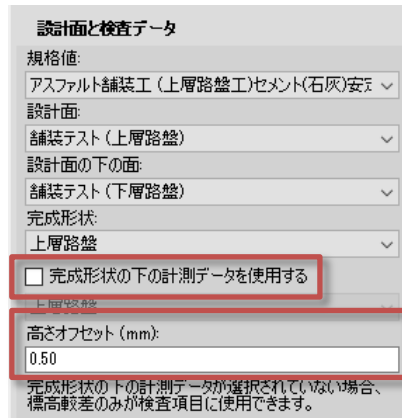 設計面と検査データ
規格値:
アスファルト舗装工 (上層路盤工)セメント(石灰)安定
設計面:
舗装テスト (上層路盤)
設計面の下の面:
舗装テスト (下層路盤)
完成形状:
上層路盤
完成形状の下の計測データを使用する
上層路盤
高さオフセット (mm):
0.50
完成形状の下の計測データが選択されていない場合、
標高較差のみが検査項目に使用できます。